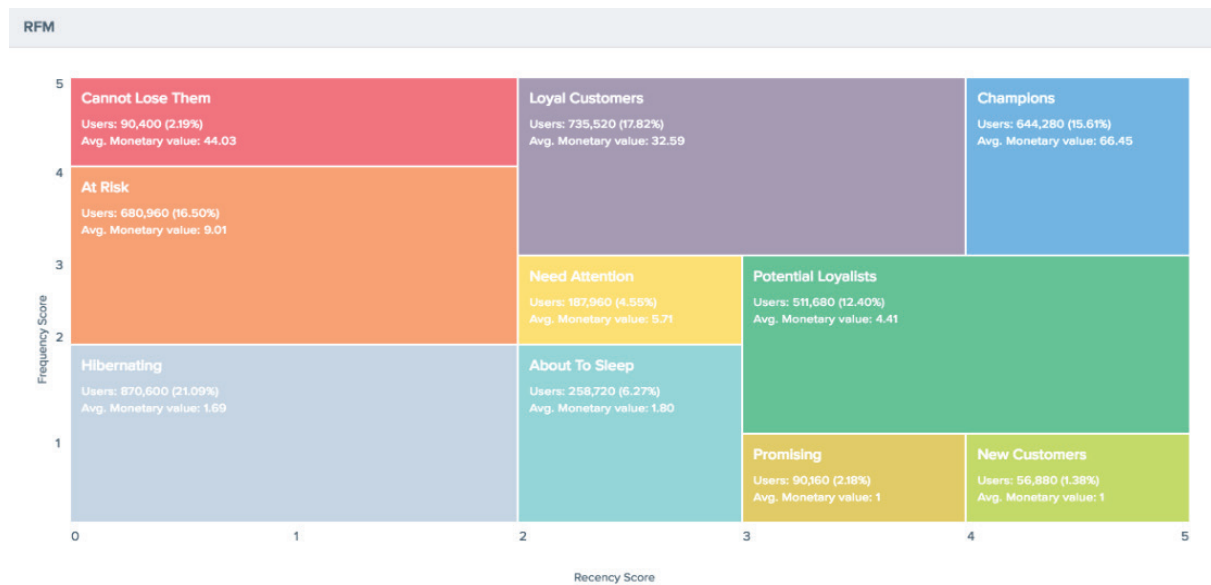 RFM
5
4
3
2
1
Frequency Score
Cannot Lose Them
Users: 90,400 (2.19%)
Avg. Monetary value: 44.03
Loyal Customers
Users: 735,520 (17.82%)
Avg. Monetary value: 32.59
Champions
Users: 644,280 (15.61%)
Avg. Monetary value: 66.45
At Risk
Users: 680,960 (16.50%)
Avg. Monetary value: 9.01
Need Attention
Users: 187,960 (4.55%)
Avg. Monetary value: 5.71
Potential Loyalists
Users: 511,680 (12.40%)
Avg. Monetary value: 4.41
Hibernating
Users: 870,600 (21.09%)
Avg. Monetary value: 1.69
About To Sleep
Users: 258,720 (6.27%)
Avg. Monetary value: 1.80
Promising
Users: 90,160 (2.18%)
Avg. Monetary value: 1
New Customers
Users: 56,880 (1.38%)
Avg. Monetary value: 1
0 1 2 3 4 5
Recency Score